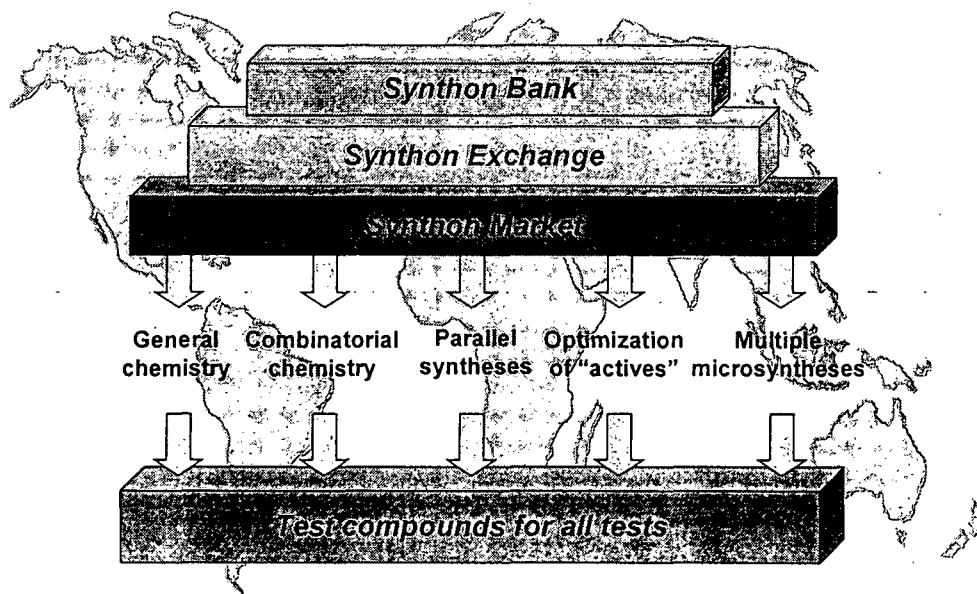 Synthon Bank
Synthon Exchange
Synthon Market
General
chemistry
Combinatorial
chemistry
Parallel
syntheses
Optimization
of "actives"
Multiple
microsyntheses
Test compounds for all tests